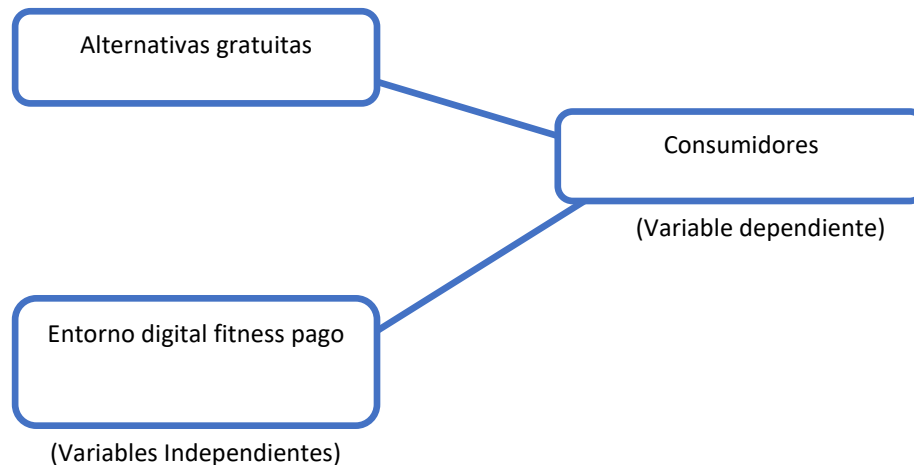 Alternativas gratuitas
Consumidores
(Variable dependiente)
Entorno digital fitness pago
(Variables Independientes)